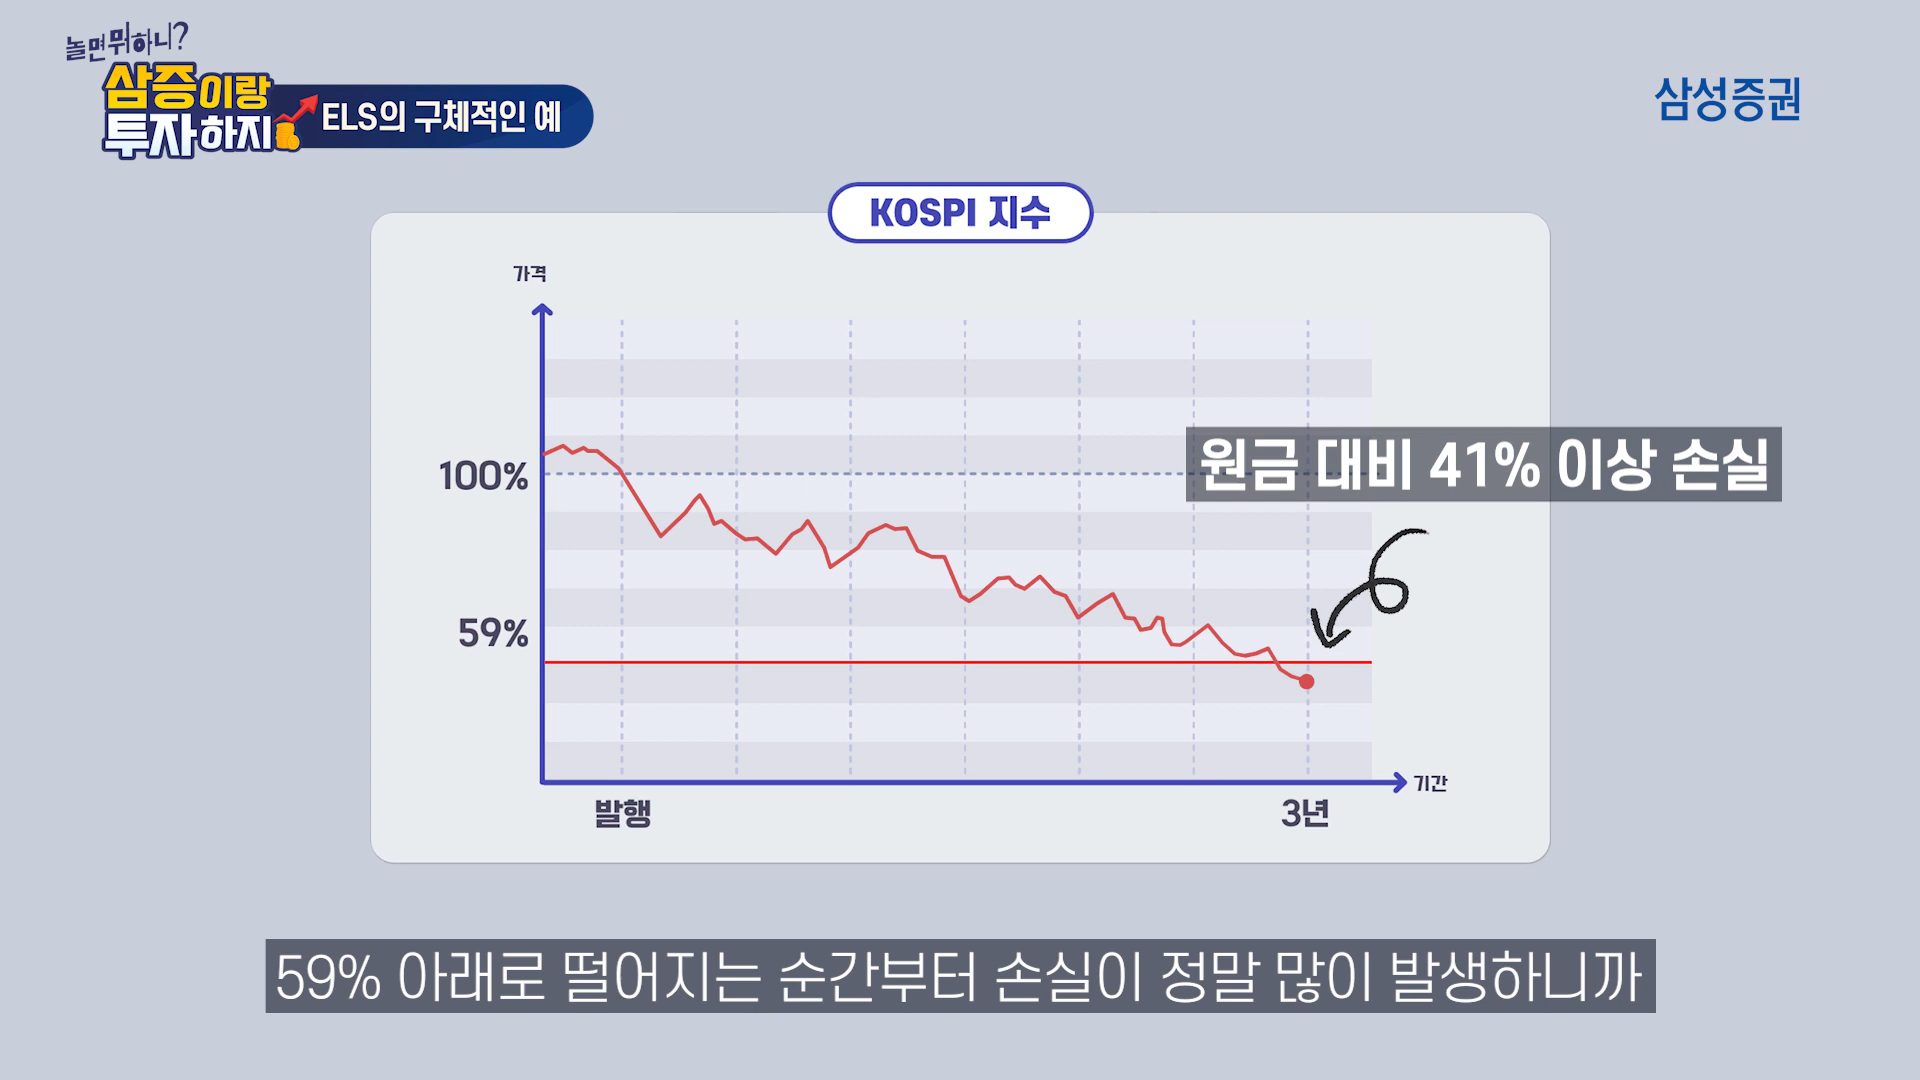 놀면뭐하니?
삼증이랑
투자하지
ELS의 구체적인 예
삼성증권
KOSPI 지수
가격
100%
원금 대비 41% 이상 손실
59%
기간
발행
3년
59% 아래로 떨어지는 순간부터 손실이 정말 많이 발생하니까